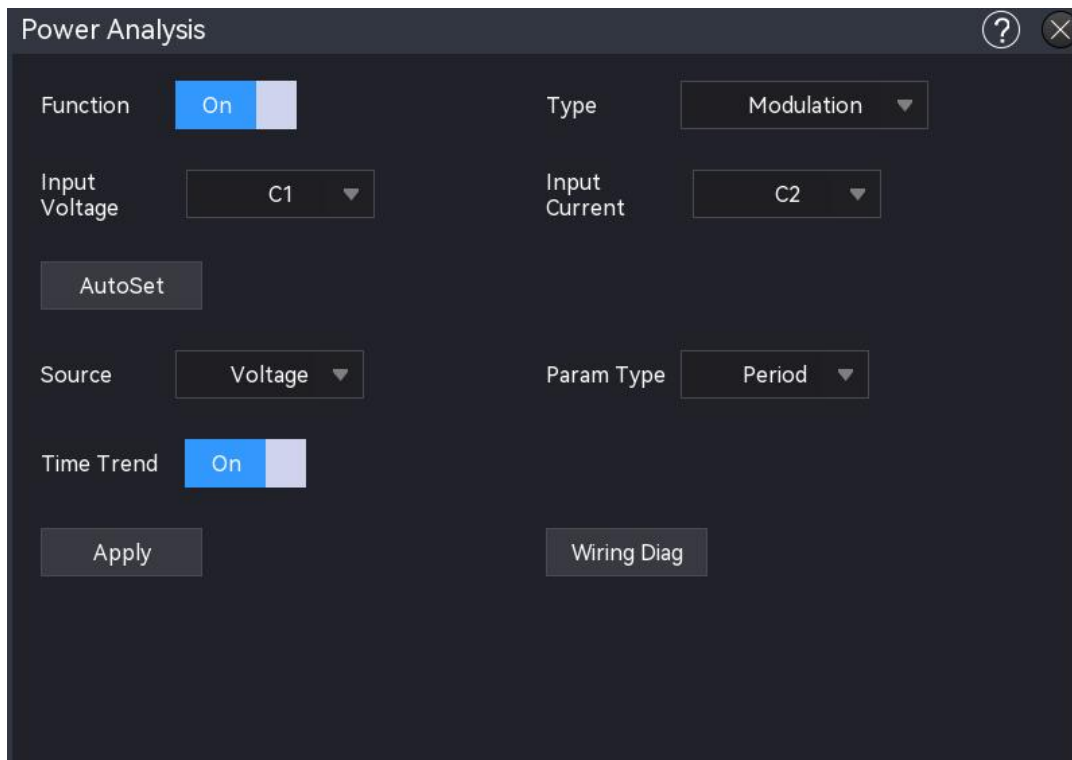 Power Analysis
?
Function On Type Modulation
Input Voltage C1 Input Current C2
AutoSet
Source Voltage Param Type Period
Time Trend On
Apply Wiring Diag